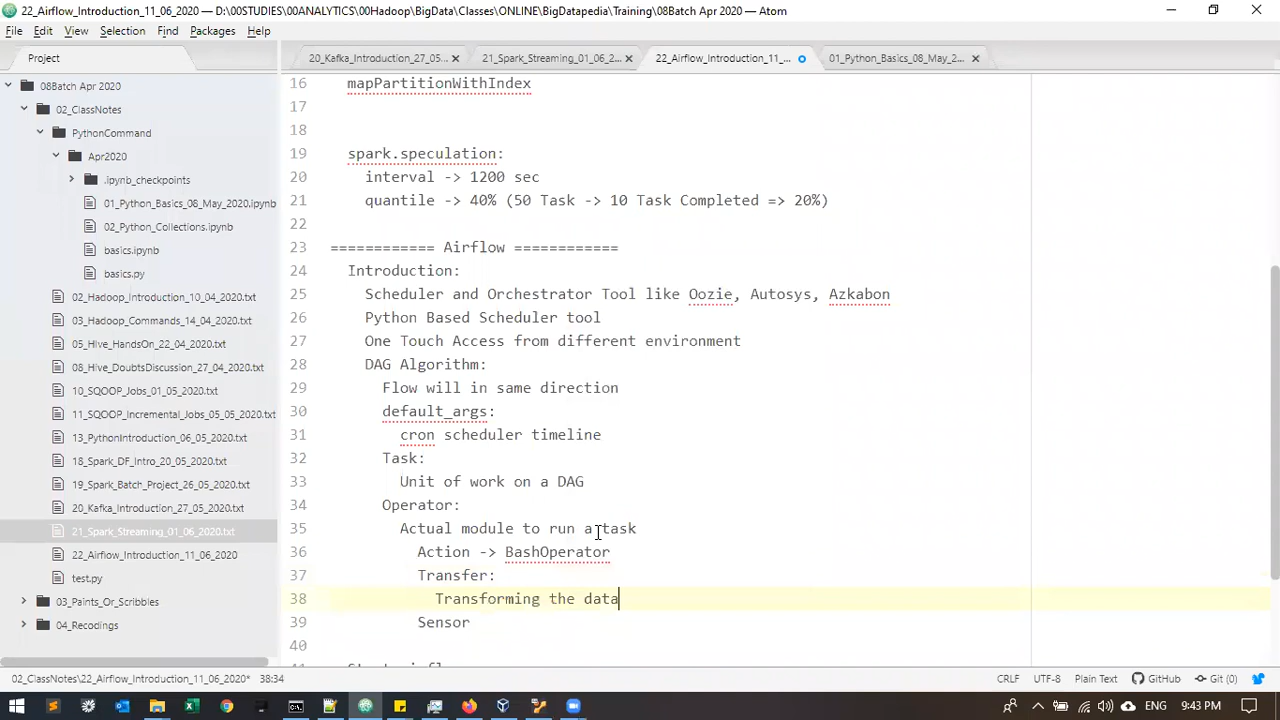 22_Airflow_Introduction_11_06_2020 - D:\00STUDIES\00ANALYTICS\00Hadoop\BigData\Classes\ONLINE\BigDatapedia\Training\08Batch Apr 2020 — Atom
File Edit View Selection Find Packages Help
Project
20_Kafka_Introduction_27_05...
21_Spark_Streaming_01_06_2...
22_Airflow_Introduction_11_...
01_Python_Basics_08_May_2...
08Batch Apr 2020
02_ClassNotes
PythonCommand
Apr2020
.ipynb_checkpoints
01_Python_Basics_08_May_2020.ipynb
02_Python_Collections.ipynb
basics.ipynb
basics.py
02_Hadoop_Introduction_10_04_2020.txt
03_Hadoop_Commands_14_04_2020.txt
05_Hive_HandsOn_22_04_2020.txt
08_Hive_DoubtsDiscussion_27_04_2020.txt
10_SQOOP_Jobs_01_05_2020.txt
11_SQOOP_Incremental_Jobs_05_05_2020.txt
13_PythonIntroduction_06_05_2020.txt
18_Spark_DF_Intro_20_05_2020.txt
19_Spark_Batch_Project_26_05_2020.txt
20_Kafka_Introduction_27_05_2020.txt
21_Spark_Streaming_01_06_2020.txt
22_Airflow_Introduction_11_06_2020
test.py
03_Paints_Or_Scribbles
04_Recodings
16 mapPartitionWithIndex
17
18
19 spark.speculation:
20 interval -> 1200 sec
21 quantile -> 40% (50 Task -> 10 Task Completed => 20%)
22
23 ============ Airflow ============
24 Introduction:
25 Scheduler and Orchestrator Tool like Oozie, Autosys, Azkabon
26 Python Based Scheduler tool
27 One Touch Access from different environment
28 DAG Algorithm:
29 Flow will in same direction
30 default_args:
31 cron scheduler timeline
32 Task:
33 Unit of work on a DAG
34 Operator:
35 Actual module to run a task
36 Action -> BashOperator
37 Transfer:
38 Transforming the data
39 Sensor
40
02_ClassNotes\22_Airflow_Introduction_11_06_2020* 38:34 CRLF UTF-8 Plain Text GitHub Git (0)
ENG 9:43 PM